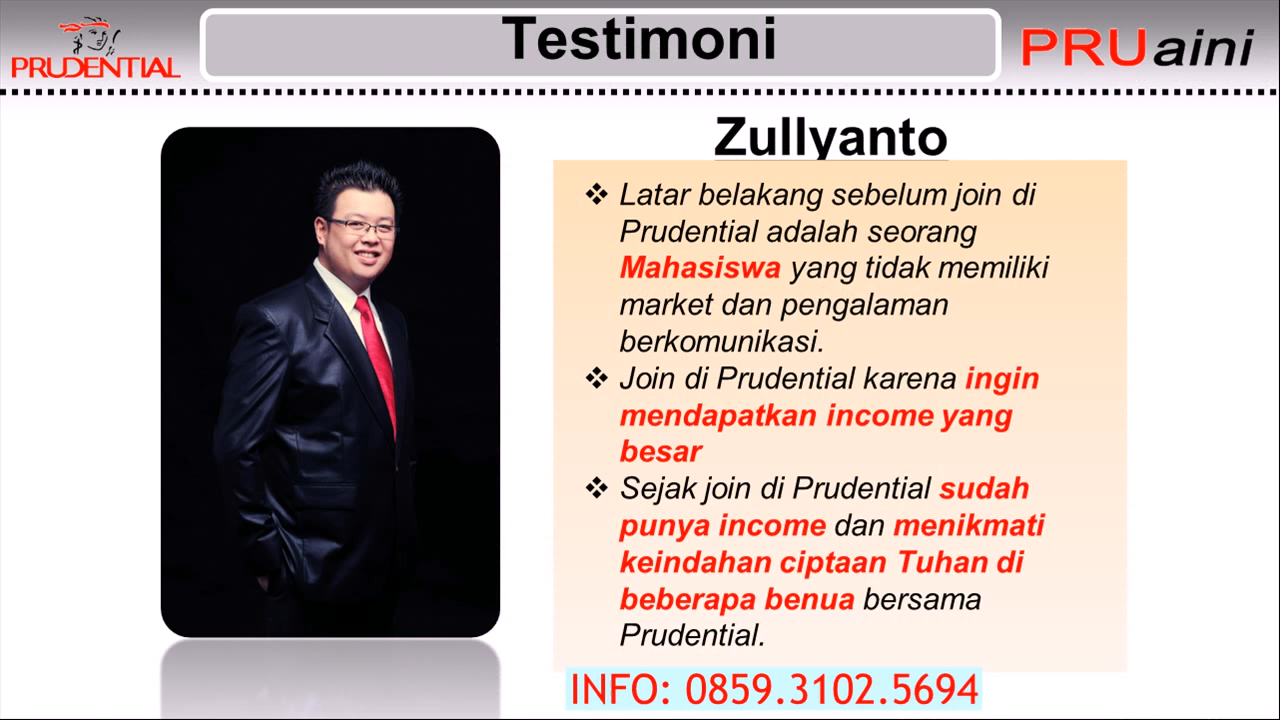 Testimoni
PRUDENTIAL
PRUaini
Zullyanto
❖ Latar belakang sebelum join di
Prudential adalah seorang
Mahasiswa yang tidak memiliki
market dan pengalaman
berkomunikasi.
❖ Join di Prudential karena ingin
mendapatkan income yang
besar
❖ Sejak join di Prudential sudah
punya income dan menikmati
keindahan ciptaan Tuhan di
beberapa benua bersama
Prudential.
INFO: 0859.3102.5694